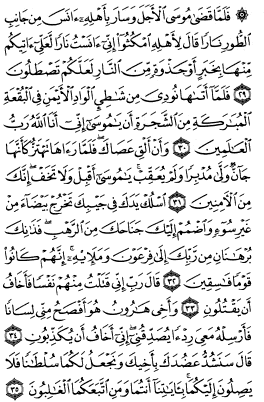 ۞ فَلَمَّا قَضَىٰ مُوسَى ٱلْأَجَلَ وَسَارَ بِأَهْلِهِۦٓ ءَانَسَ مِن جَانِبِ
ٱلطُّورِ نَارًا قَالَ لِأَهْلِهِ ٱمْكُثُوٓا۟ إِنِّىٓ ءَانَسْتُ نَارًا لَّعَلِّىٓ ءَاتِيكُم
مِّنْهَا بِخَبَرٍ أَوْ جَذْوَةٍ مِّنَ ٱلنَّارِ لَعَلَّكُمْ تَصْطَلُونَ
٢٩ فَلَمَّآ أَتَىٰهَا نُودِىَ مِن شَٰطِئِ ٱلْوَادِ ٱلْأَيْمَنِ فِى ٱلْبُقْعَةِ
ٱلْمُبَٰرَكَةِ مِنَ ٱلشَّجَرَةِ أَن يَٰمُوسَىٰٓ إِنِّىٓ أَنَا ٱللَّهُ رَبُّ
ٱلْعَٰلَمِينَ ٣٠ وَأَنْ أَلْقِ عَصَاكَ فَلَمَّا رَءَاهَا تَهْتَزُّ كَأَنَّهَا
جَآنٌّ وَلَّىٰ مُدْبِرًا وَلَمْ يُعَقِّبْ يَٰمُوسَىٰٓ أَقْبِلْ وَلَا تَخَفْ إِنَّكَ
مِنَ ٱلْءَامِنِينَ ٣١ ٱسْلُكْ يَدَكَ فِى جَيْبِكَ تَخْرُجْ بَيْضَآءَ مِنْ
غَيْرِ سُوٓءٍ وَٱضْمُمْ إِلَيْكَ جَنَاحَكَ مِنَ ٱلرَّهْبِ فَذَٰنِكَ
بُرْهَٰنَانِ مِن رَّبِّكَ إِلَىٰ فِرْعَوْنَ وَمَلَإِي۟هِۦٓ إِنَّهُمْ كَانُوا۟
قَوْمًا فَٰسِقِينَ ٣٢ قَالَ رَبِّ إِنِّى قَتَلْتُ مِنْهُمْ نَفْسًا فَأَخَافُ
أَن يَقْتُلُونِ ٣٣ وَأَخِى هَٰرُونُ هُوَ أَفْصَحُ مِنِّى لِسَانًا
فَأَرْسِلْهُ مَعِىَ رِدْءًا يُصَدِّقُنِىٓ إِنِّىٓ أَخَافُ أَن يُكَذِّبُونِ ٣٤
قَالَ سَنَشُدُّ عَضُدَكَ بِأَخِيكَ وَنَجْعَلُ لَكُمَا سُلْطَٰنًا فَلَا
يَصِلُونَ إِلَيْكُمَا بِـَٔايَٰتِنَآ أَنتُمَا وَمَنِ ٱتَّبَعَكُمَا ٱلْغَٰلِبُونَ ٣٥